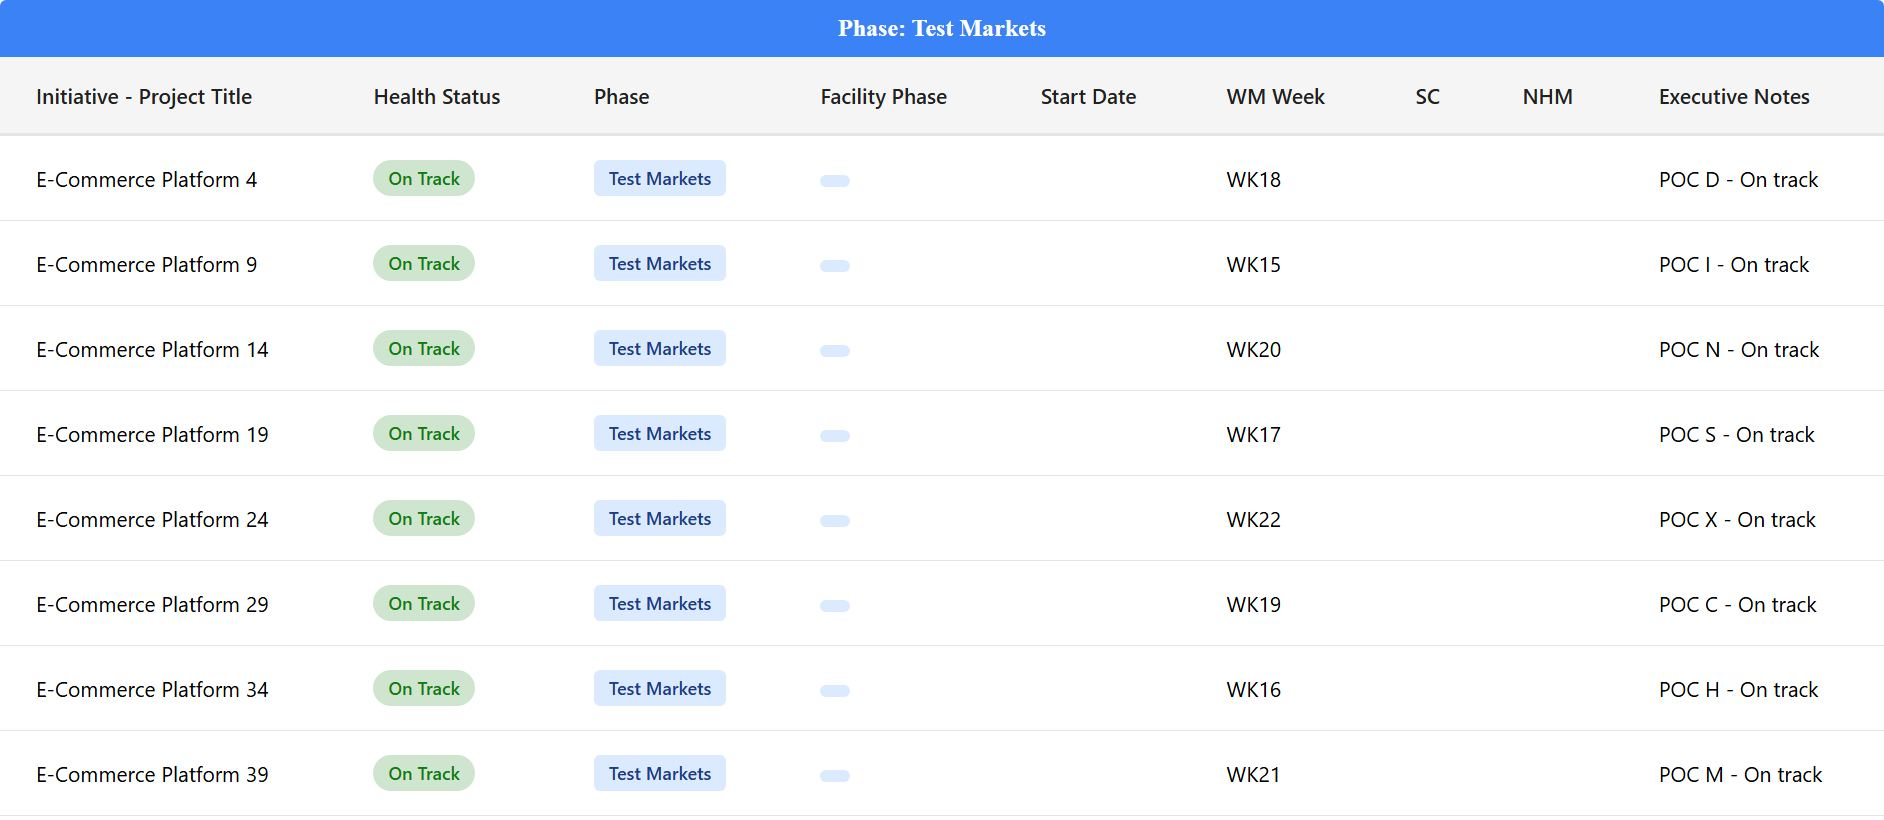 Phase: Test Markets
Initiative - Project Title Health Status Phase Facility Phase Start Date WM Week SC NHM Executive Notes
E-Commerce Platform 4 On Track Test Markets WK18 POC D - On track
E-Commerce Platform 9 On Track Test Markets WK15 POC I - On track
E-Commerce Platform 14 On Track Test Markets WK20 POC N - On track
E-Commerce Platform 19 On Track Test Markets WK17 POC S - On track
E-Commerce Platform 24 On Track Test Markets WK22 POC X - On track
E-Commerce Platform 29 On Track Test Markets WK19 POC C - On track
E-Commerce Platform 34 On Track Test Markets WK16 POC H - On track
E-Commerce Platform 39 On Track Test Markets WK21 POC M - On track